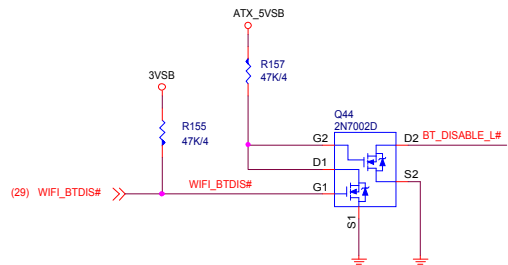 ATX_5VSB
R157
47K/4
3VSB
R155
47K/4
Q44
2N7002D
G2
D2
BT_DISABLE_L#
D1
S2
(29) WIFI_BTDIS#
WIFI_BTDIS#
G1
S1